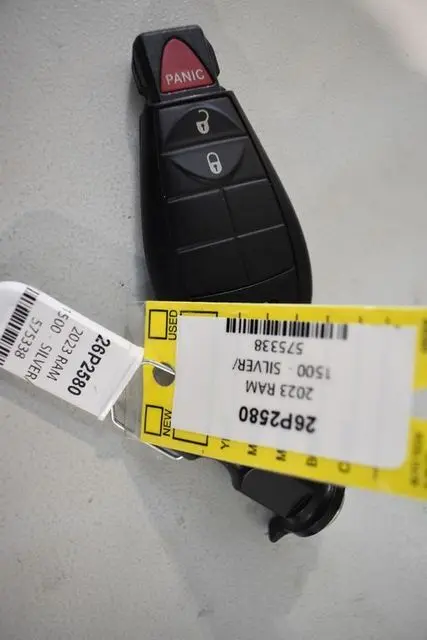 PANIC
26P2580
2023 RAM
1500 - SILVER/
575338
26P2580
2023 RAM
1500 - SILVER/
575338
USED
NEW